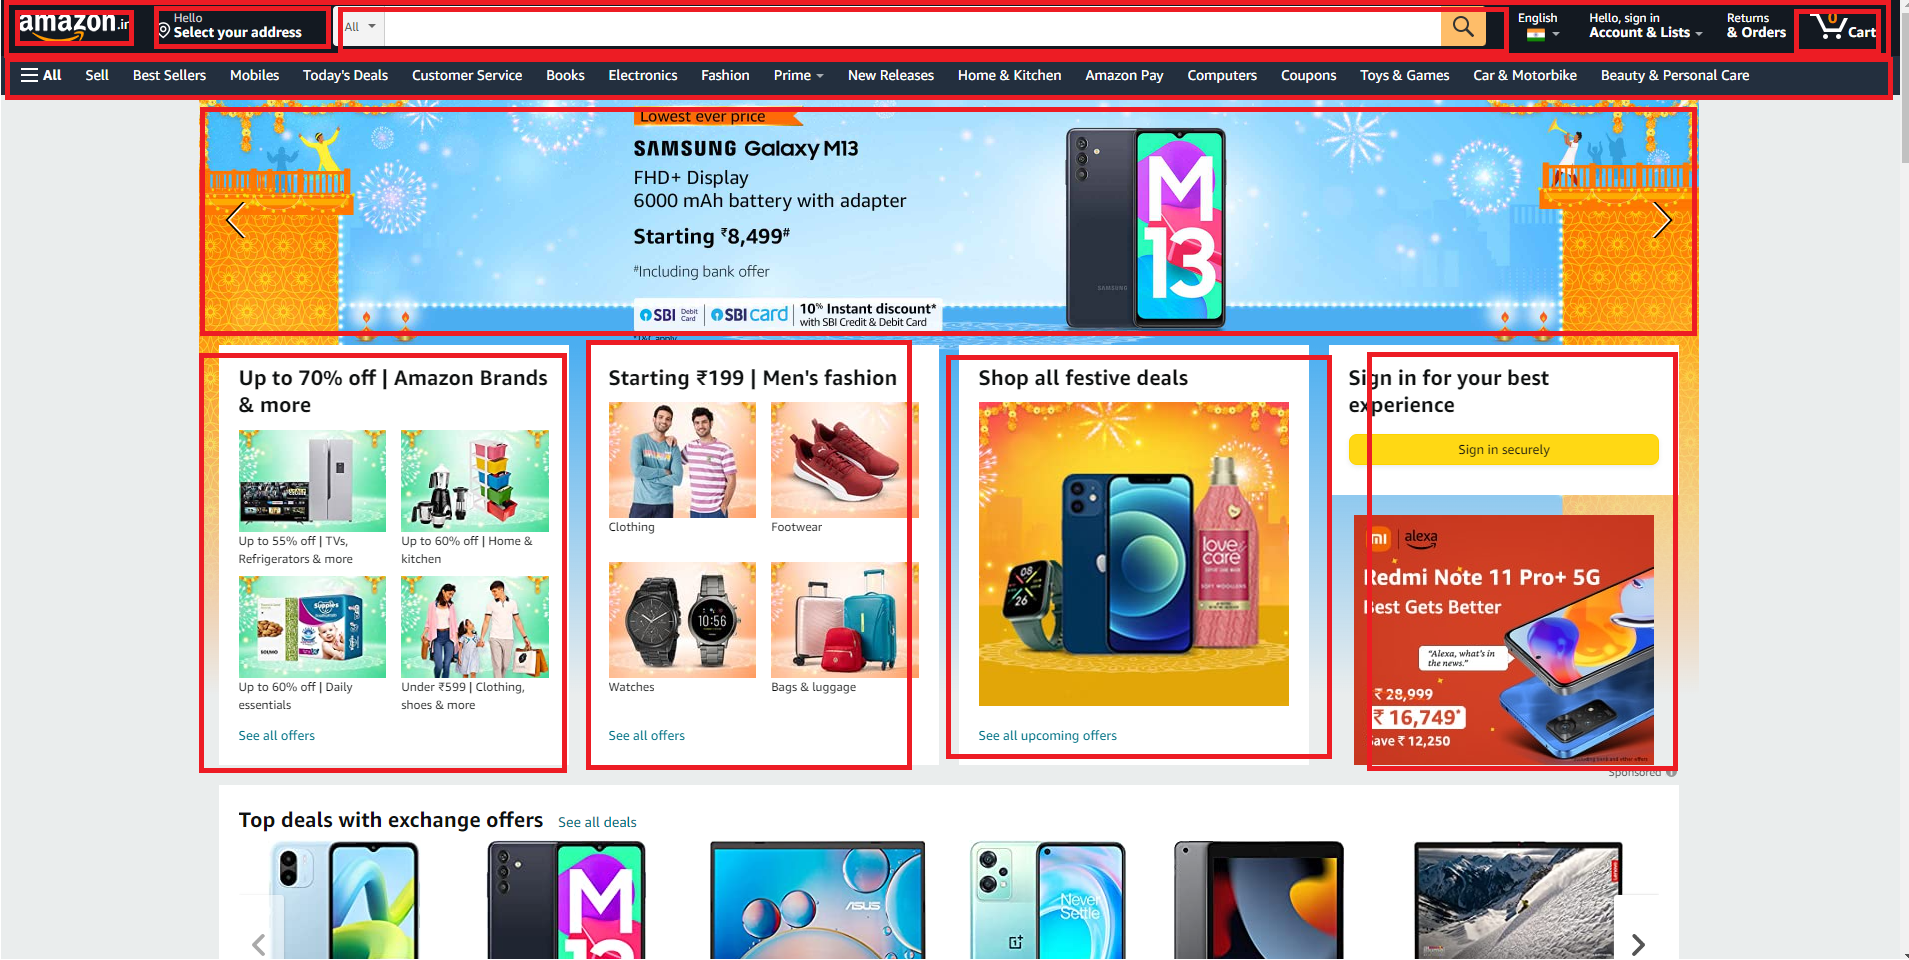 amazon.in
Hello
Select your address
All
English
Hello, sign in
Account & Lists
Returns
& Orders
0
Cart
All Sell Best Sellers Mobiles Today's Deals Customer Service Books Electronics Fashion Prime New Releases Home & Kitchen Amazon Pay Computers Coupons Toys & Games Car & Motorbike Beauty & Personal Care
Lowest ever price
SAMSUNG Galaxy M13
FHD+ Display
6000 mAh battery with adapter
Starting ₹8,499#
#Including bank offer
SBI Debit Card | SBI card | 10% Instant discount*
with SBI Credit & Debit Card
*T&C apply
M
13
SAMSUNG
Up to 70% off | Amazon Brands
& more
Up to 55% off | TVs,
Refrigerators & more
Up to 60% off | Home &
kitchen
Supples
SOLIMO
Up to 60% off | Daily
essentials
Under ₹599 | Clothing,
shoes & more
See all offers
Starting ₹199 | Men's fashion
Clothing
Footwear
10:56
Watches
Bags & luggage
See all offers
Shop all festive deals
08
26
love &
care
See all upcoming offers
Sign in for your best
experience
Sign in securely
mi | alexa
Redmi Note 11 Pro+ 5G
Best Gets Better
"Alexa, what's in
the news."
₹ 28,999
₹ 16,749*
Save ₹ 12,250
Sponsored
Top deals with exchange offers See all deals
M
13
ASUS
Never
Settle
Lenovo